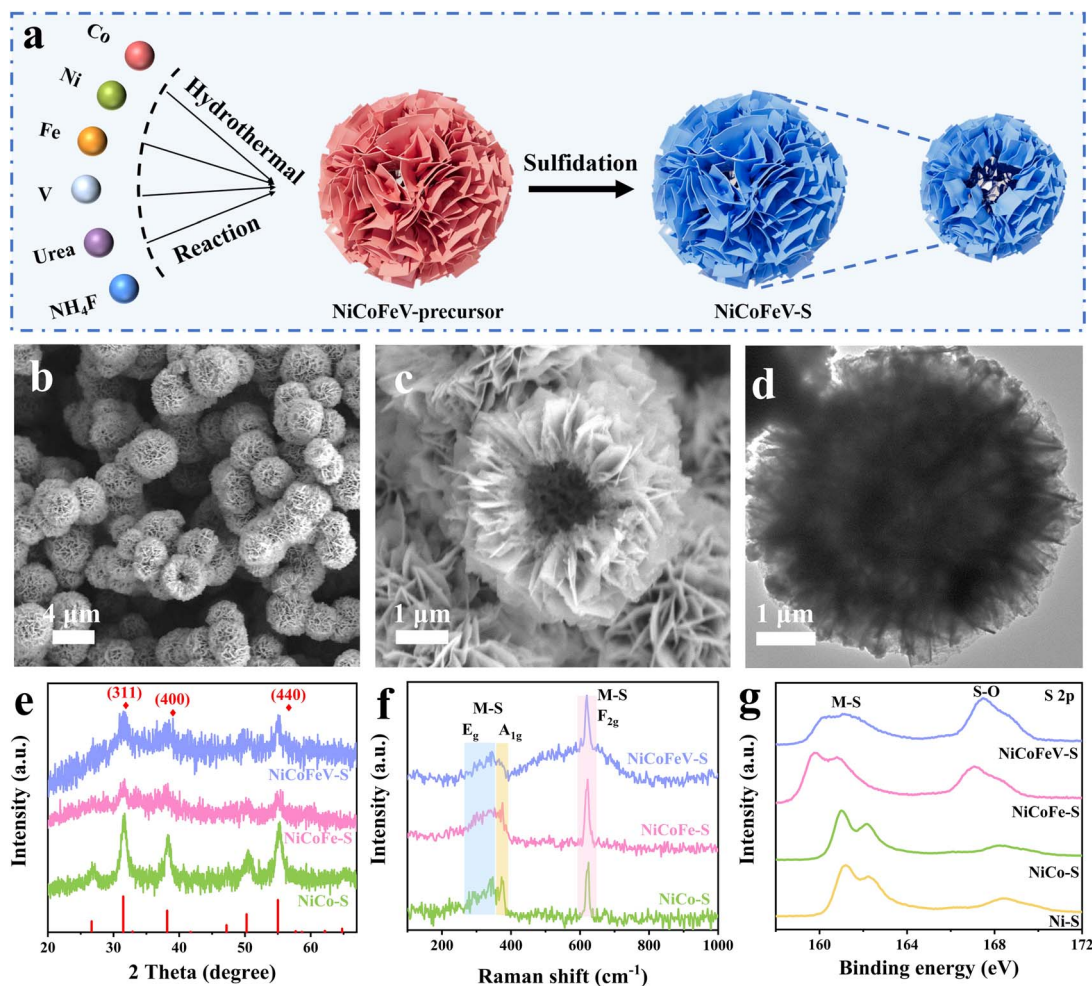 a
Co
Ni
Fe
V
Urea
NH₄F
Hydrothermal
Reaction
NiCoFeV-precursor
Sulfidation
NiCoFeV-S
b
4 μm
c
1 μm
d
1 μm
e
(311)
(400)
(440)
NiCoFeV-S
NiCoFe-S
NiCo-S
Intensity (a.u.)
20 30 40 50 60
2 Theta (degree)
f
M-S
E_g A_1g
M-S
F_2g
NiCoFeV-S
NiCoFe-S
NiCo-S
Intensity (a.u.)
200 400 600 800 1000
Raman shift (cm⁻¹)
g
S 2p
M-S
S-O
NiCoFeV-S
NiCoFe-S
NiCo-S
Ni-S
Intensity (a.u.)
160 164 168 172
Binding energy (eV)